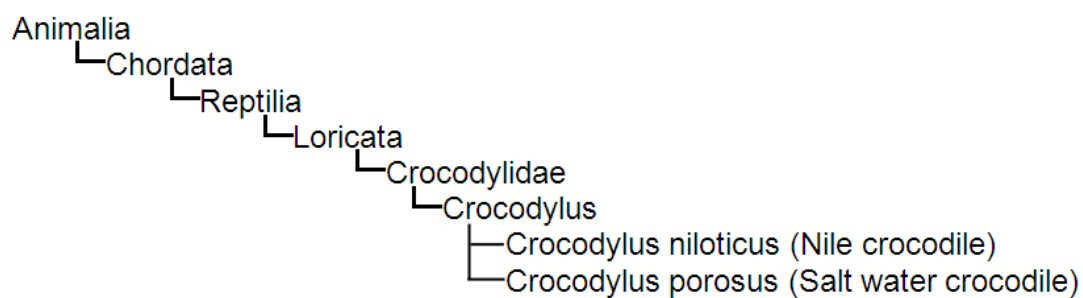 Animalia
Chordata
Reptilia
Loricata
Crocodylidae
Crocodylus
Crocodylus niloticus (Nile crocodile)
Crocodylus porosus (Salt water crocodile)